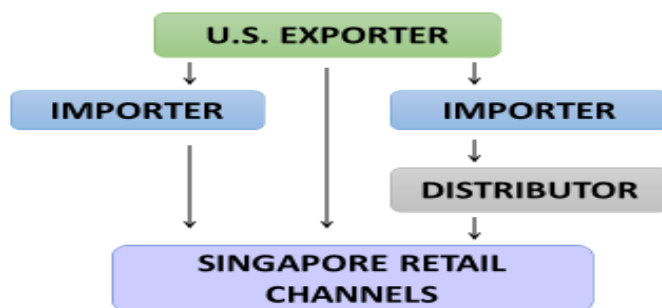 U.S. EXPORTER
IMPORTER
IMPORTER
DISTRIBUTOR
SINGAPORE RETAIL
CHANNELS